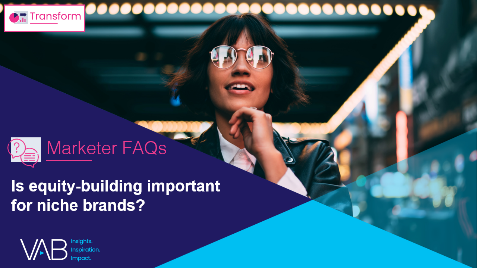 Transform
Marketer FAQs
Is equity-building important
for niche brands?
VAB
Insights.
Inspiration.
Impact.